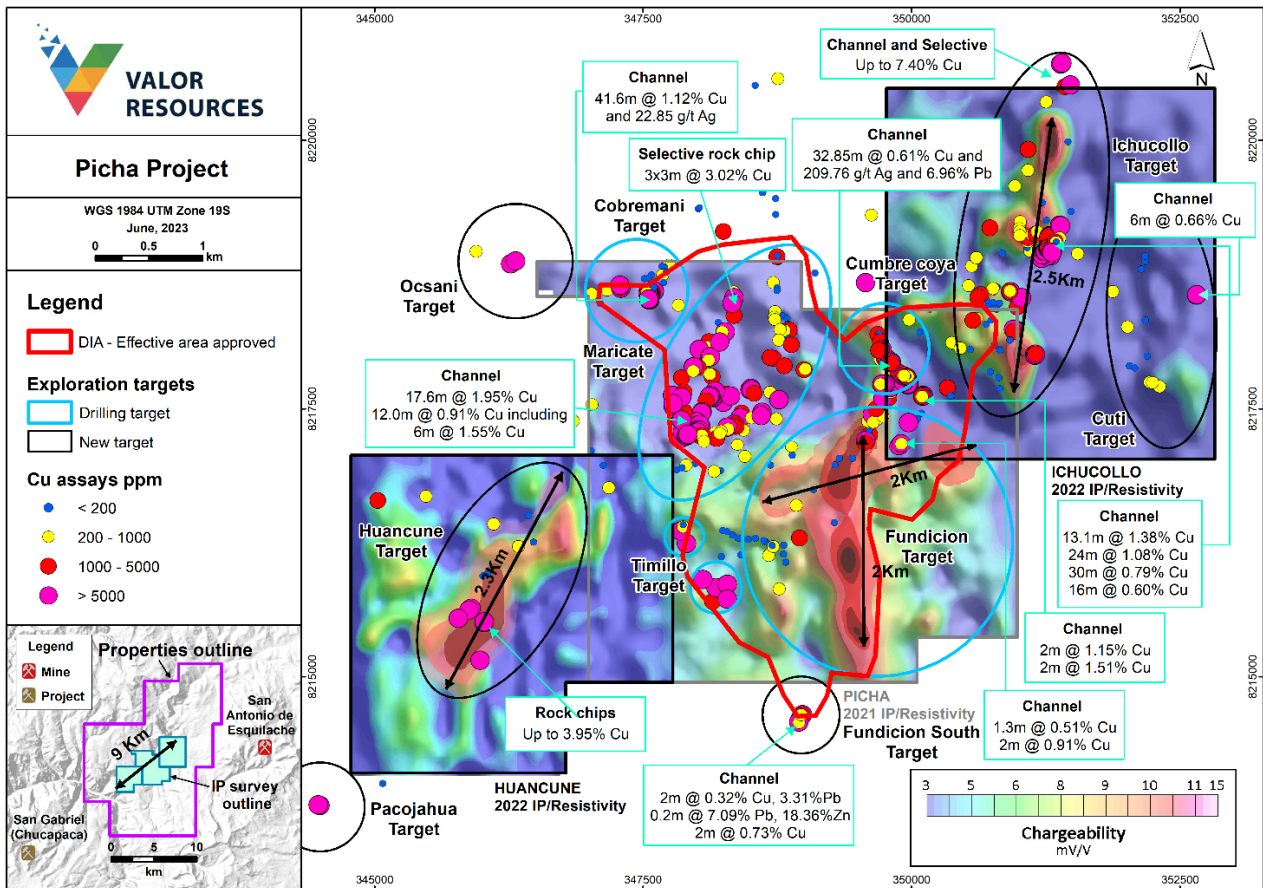 VALOR
RESOURCES
Picha Project
WGS 1984 UTM Zone 19S
June, 2023
0 0.5 1
km
Legend
DIA - Effective area approved
Exploration targets
Drilling target
New target
Cu assays ppm
< 200
200 - 1000
1000 - 5000
> 5000
Legend
Mine
Project
Properties outline
San
Antonio de
Esquilache
9 Km
IP survey
outline
San Gabriel
(Chucapaca)
0 5 10
km
345000 347500 350000 352500
8220000
8217500
8215000
N
Channel and Selective
Up to 7.40% Cu
Channel
41.6m @ 1.12% Cu
and 22.85 g/t Ag
Selective rock chip
3x3m @ 3.02% Cu
Channel
32.85m @ 0.61% Cu and
209.76 g/t Ag and 6.96% Pb
Ichucollo
Target
Channel
6m @ 0.66% Cu
Cobremani
Target
Ocsani
Target
Cumbre coya
Target
2.5Km
Maricate
Target
Channel
17.6m @ 1.95% Cu
12.0m @ 0.91% Cu including
6m @ 1.55% Cu
Cuti
Target
ICHUCOLLO
2022 IP/Resistivity
2Km
Huancune
Target
2.3Km
Timillo
Target
Fundicion
Target
2Km
Channel
13.1m @ 1.38% Cu
24m @ 1.08% Cu
30m @ 0.79% Cu
16m @ 0.60% Cu
Channel
2m @ 1.15% Cu
2m @ 1.51% Cu
Channel
1.3m @ 0.51% Cu
2m @ 0.91% Cu
Rock chips
Up to 3.95% Cu
PICHA
2021 IP/Resistivity
Fundicion South
Target
HUANCUNE
2022 IP/Resistivity
Pacojahua
Target
Channel
2m @ 0.32% Cu, 3.31%Pb
0.2m @ 7.09% Pb, 18.36%Zn
2m @ 0.73% Cu
3 5 6 8 9 10 11 15
Chargeability
mV/V
345000 347500 350000 352500